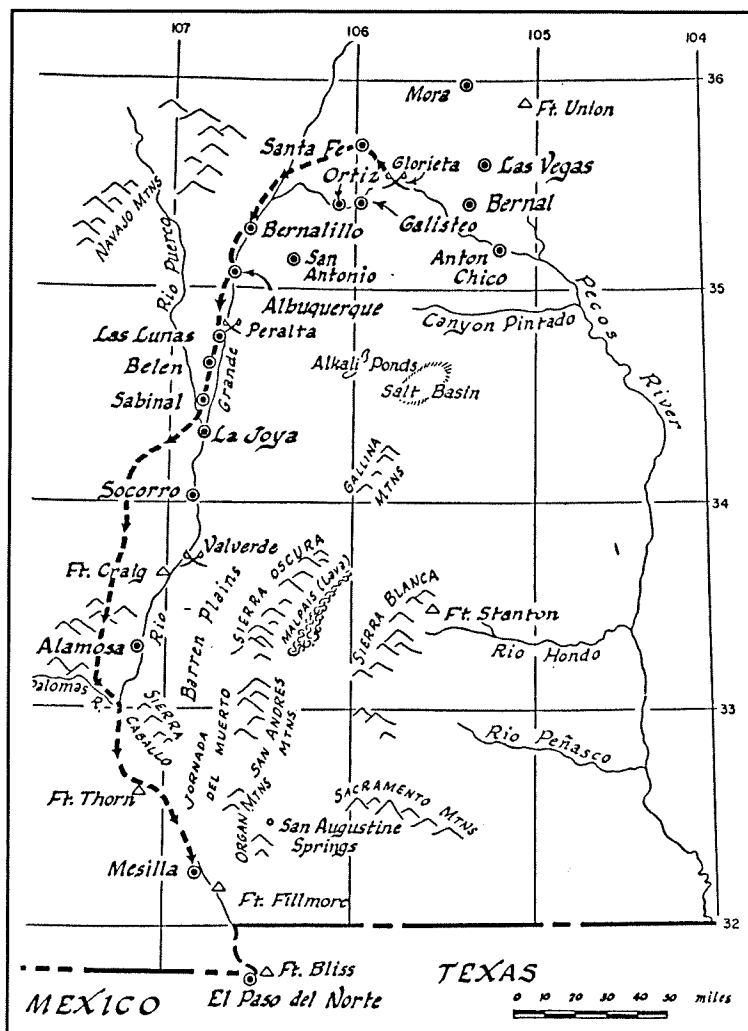 107 106 105 104
36
Mora
Ft. Union
Santa Fe
Glorieta
Ortiz
Las Vegas
NAVAJO MTNS
Galisteo
Bernal
Bernalillo
Rio Puerco
San
Antonio
Anton
Chico
35
Albuquerque
Pecos
River
Canyon Pintado
Peralta
Las Lunas
Belen
Alkali Ponds
Salt Basin
Sabinal
Grande
La Joya
GALLINA
MTNS
Socorro
34
Valverde
Ft. Craig
Rio
Barren Plains
SIERRA OSCURA
MALPAIS (Lava)
SIERRA BLANCA
Ft. Stanton
Alamosa
Rio Hondo
Palomas
R.
33
SIERRA
CABALLO
JORNADA
DEL MUERTO
SAN ANDRES
MTNS
Rio Peñasco
Ft. Thorn
ORGAN MTNS
SACRAMENTO MTNS
San Augustine
Springs
Mesilla
Ft. Fillmore
32
Ft. Bliss
TEXAS
MEXICO
El Paso del Norte
0 10 20 30 40 50 miles